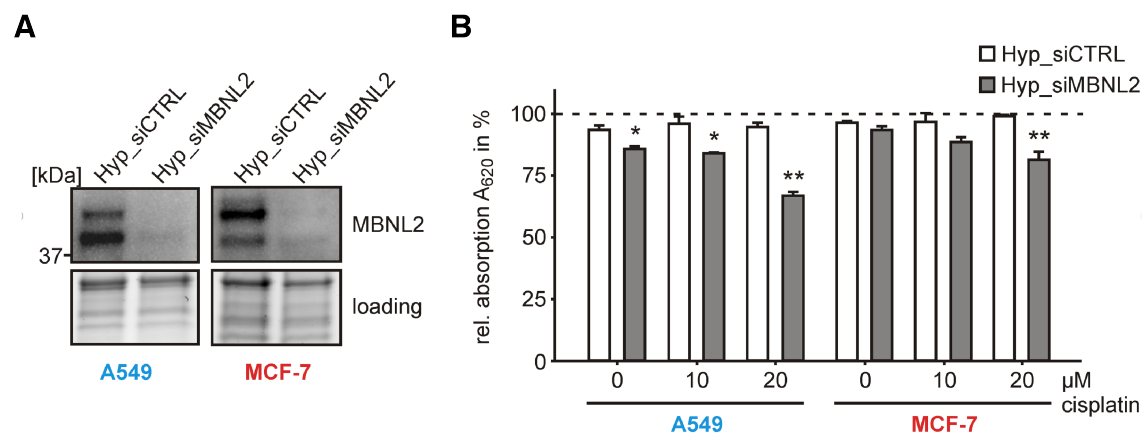 A
Hyp_siCTRL Hyp_siMBNL2 Hyp_siCTRL Hyp_siMBNL2
[kDa]
MBNL2
37
loading
A549 MCF-7
B
Hyp_siCTRL
Hyp_siMBNL2
rel. absorption A620 in %
100
75
50
25
0
* * ** **
0 10 20 0 10 20 µM
cisplatin
A549 MCF-7